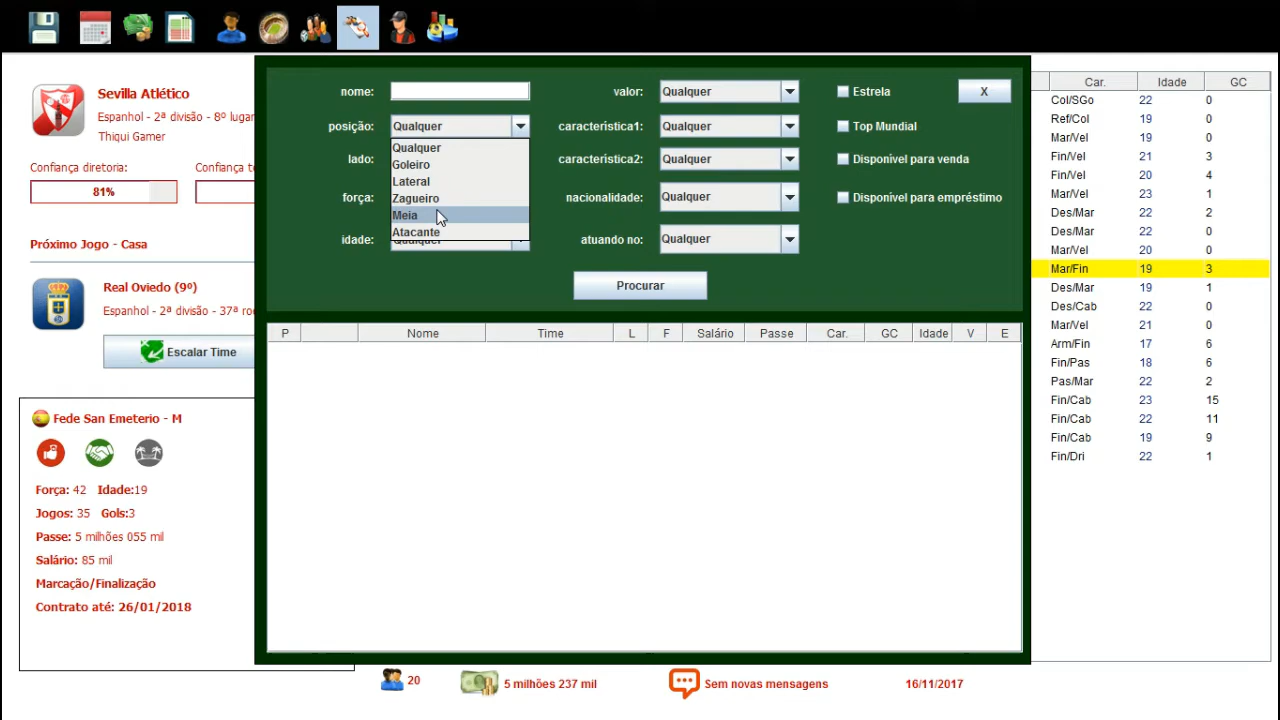 Sevilla Atlético
Espanhol - 2ª divisão - 8º lugar
Thiqui Gamer
Confiança diretoria:
Confiança t
81%
Próximo Jogo - Casa
Real Oviedo (9º)
Espanhol - 2ª divisão - 37ª ro
Escalar Time
Fede San Emeterio - M
Força: 42 Idade:19
Jogos: 35 Gols:3
Passe: 5 milhões 055 mil
Salário: 85 mil
Marcação/Finalização
Contrato até: 26/01/2018
nome:
valor: Qualquer
Estrela
X
posição: Qualquer
característica1: Qualquer
Top Mundial
Qualquer
Goleiro
Lateral
Zagueiro
Meia
Atacante
lado:
característica2: Qualquer
Disponível para venda
força:
nacionalidade: Qualquer
Disponível para empréstimo
idade: Qualquer
atuando no: Qualquer
Procurar
P Nome Time L F Salário Passe Car. GC Idade V E
Car. Idade GC
Col/SGo 22 0
Ref/Col 19 0
Mar/Vel 19 0
Fin/Vel 21 3
Fin/Vel 20 4
Mar/Vel 23 1
Des/Mar 22 2
Mar/Vel 22 0
Mar/Vel 20 0
Mar/Fin 19 3
Des/Mar 19 1
Des/Cab 22 0
Mar/Vel 21 0
Arm/Fin 17 6
Fin/Pas 18 6
Pas/Mar 22 2
Fin/Cab 23 15
Fin/Cab 22 11
Fin/Cab 19 9
Fin/Dri 22 1
20
5 milhões 237 mil
Sem novas mensagens
16/11/2017